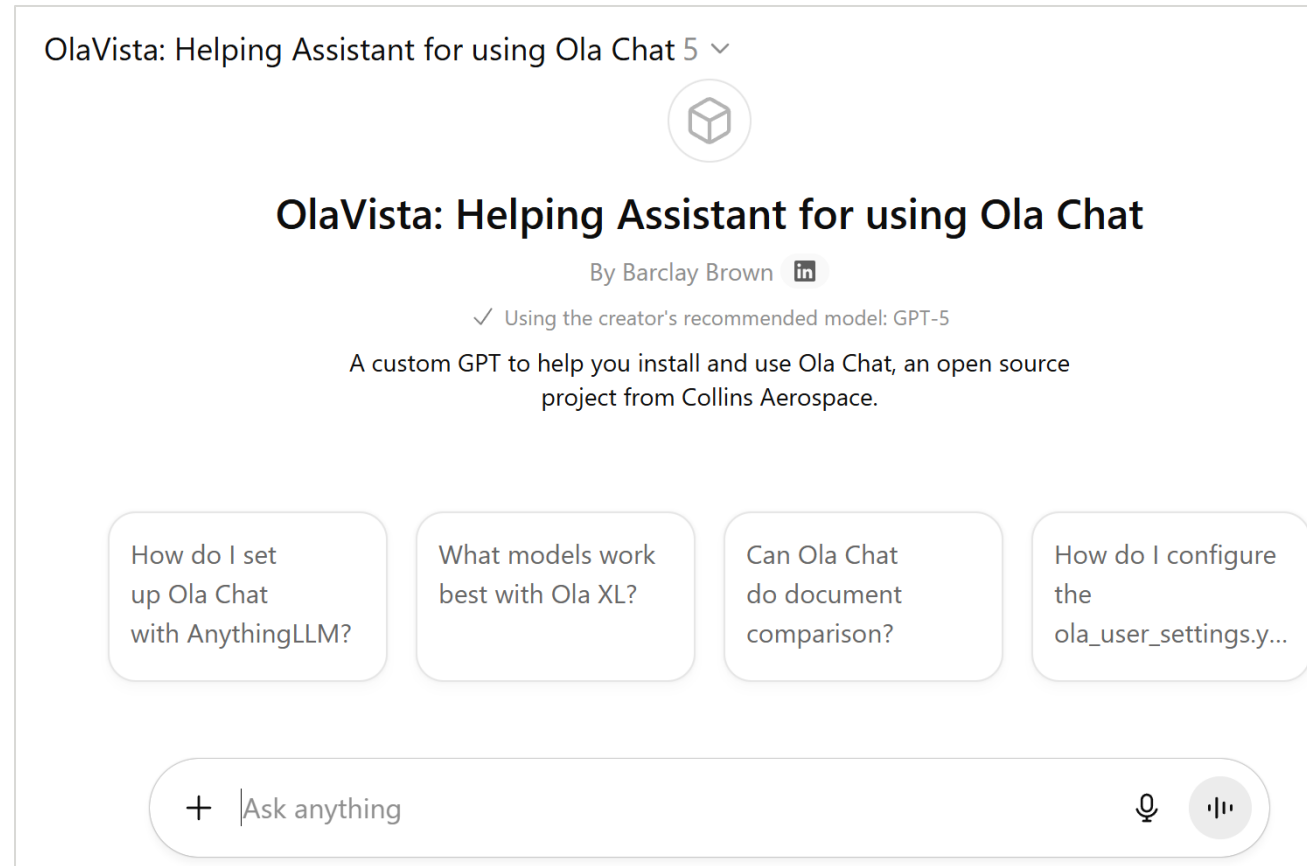 OlaVista: Helping Assistant for using Ola Chat 5
OlaVista: Helping Assistant for using Ola Chat
By Barclay Brown in
Using the creator's recommended model: GPT-5
A custom GPT to help you install and use Ola Chat, an open source
project from Collins Aerospace.
How do I set
up Ola Chat
with AnythingLLM?
What models work
best with Ola XL?
Can Ola Chat
do document
comparison?
How do I configure
the
ola_user_settings.y...
Ask anything